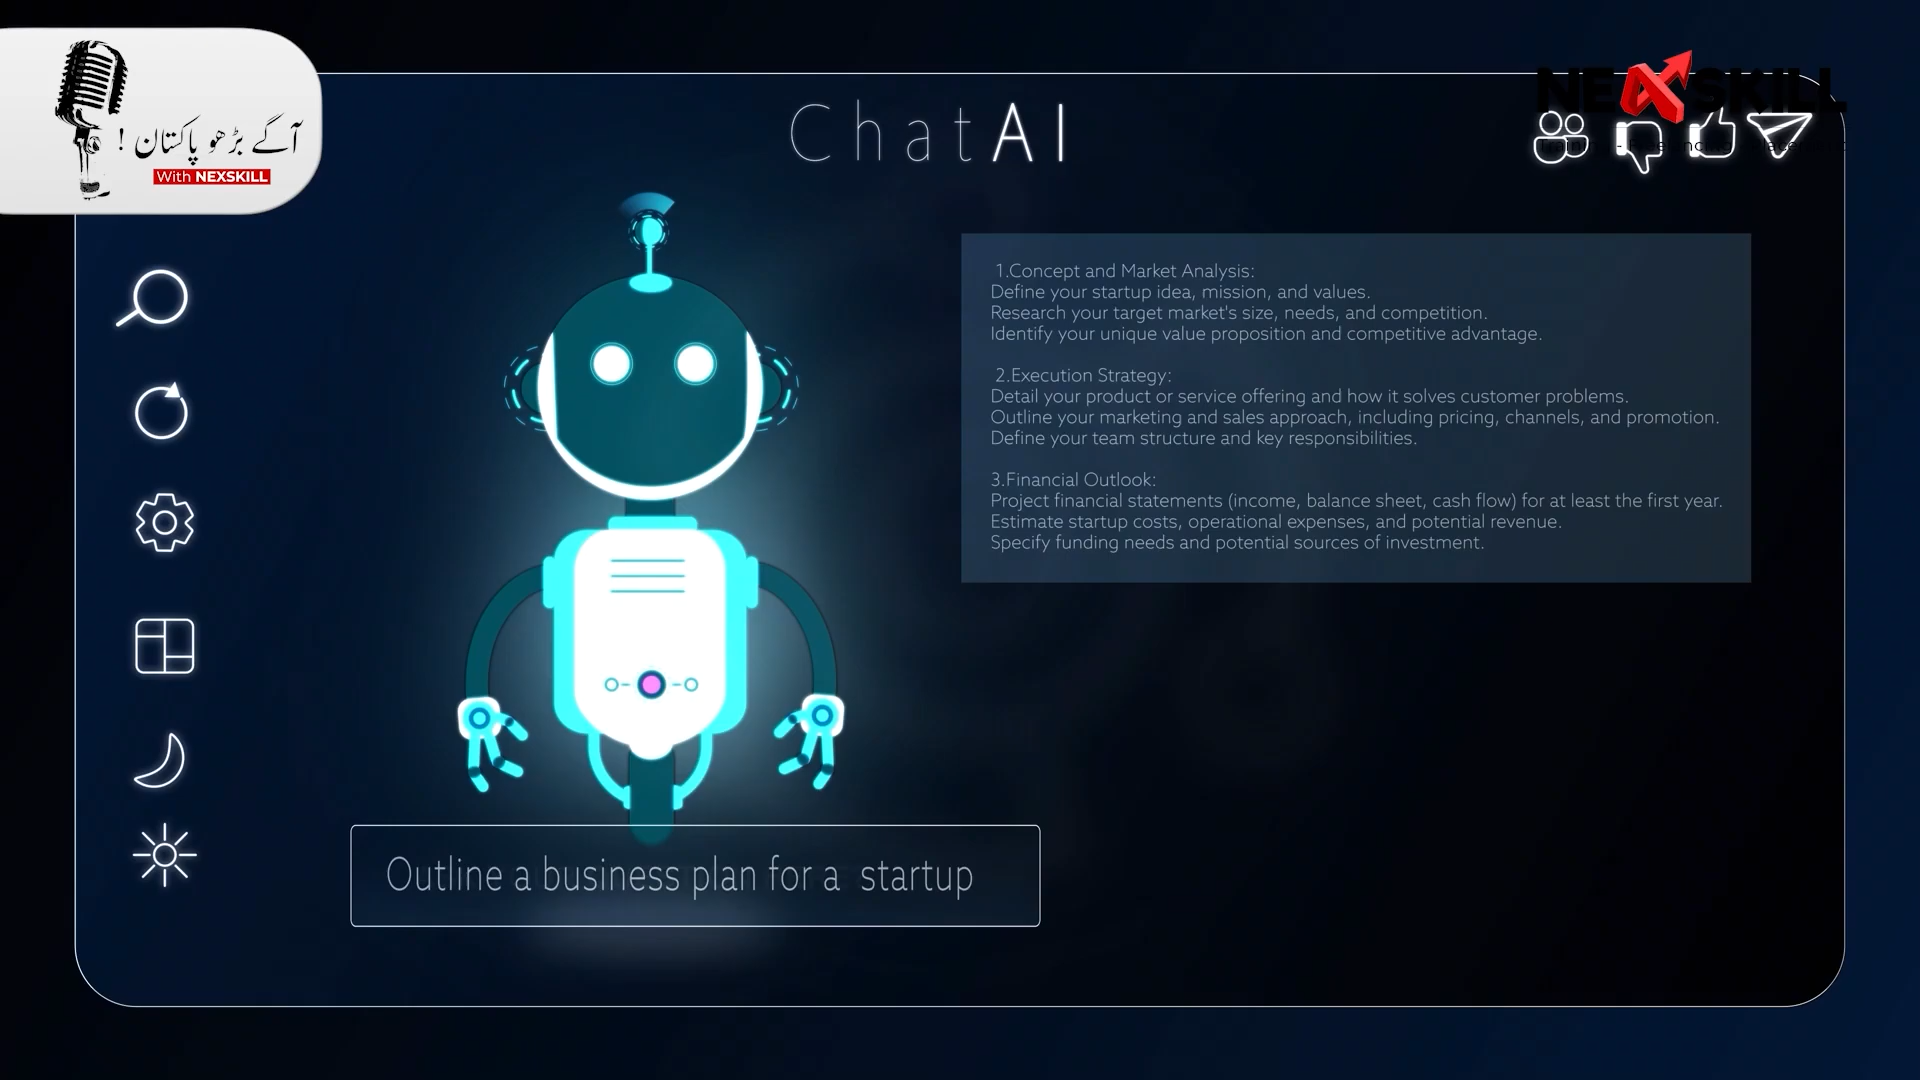 آگے بڑھو پاکستان !
With NEXSKILL
ChatAI
NEXSKILL
1.Concept and Market Analysis:
Define your startup idea, mission, and values.
Research your target market's size, needs, and competition.
Identify your unique value proposition and competitive advantage.
2.Execution Strategy:
Detail your product or service offering and how it solves customer problems.
Outline your marketing and sales approach, including pricing, channels, and promotion.
Define your team structure and key responsibilities.
3.Financial Outlook:
Project financial statements (income, balance sheet, cash flow) for at least the first year.
Estimate startup costs, operational expenses, and potential revenue.
Specify funding needs and potential sources of investment.
Outline a business plan for a startup